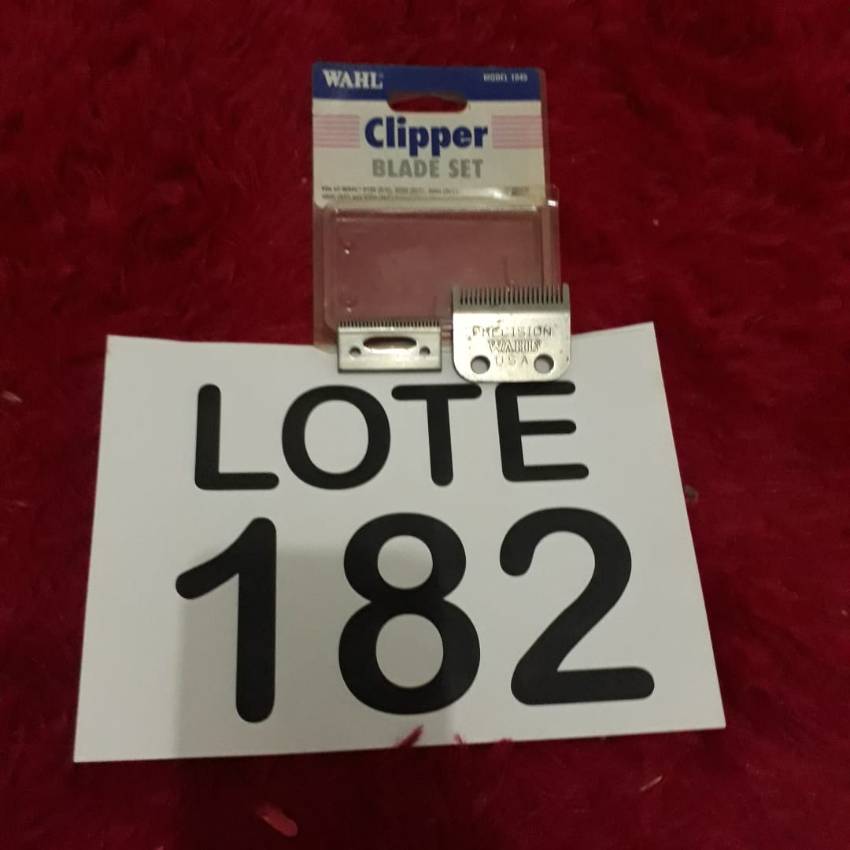 WAHL MODEL 1045
Clipper
BLADE SET
PRECISION
WAHL
USA
LOTE
182